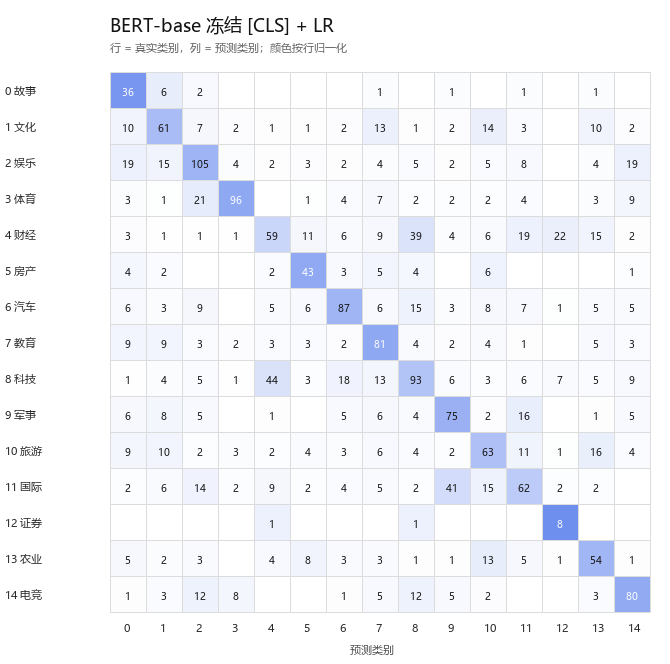 BERT-base 冻结 [CLS] + LR
行 = 真实类别，列 = 预测类别；颜色按行归一化
0 故事 36 6 2 1 1 1 1
1 文化 10 61 7 2 1 1 2 13 1 2 14 3 10 2
2 娱乐 19 15 105 4 2 3 2 4 5 2 5 8 4 19
3 体育 3 1 21 96 1 4 7 2 2 2 4 3 9
4 财经 3 1 1 1 59 11 6 9 39 4 6 19 22 15 2
5 房产 4 2 2 43 3 5 4 6 1
6 汽车 6 3 9 5 6 87 6 15 3 8 7 1 5 5
7 教育 9 9 3 2 3 3 2 81 4 2 4 1 5 3
8 科技 1 4 5 1 44 3 18 13 93 6 3 6 7 5 9
9 军事 6 8 5 1 5 6 4 75 2 16 1 5
10 旅游 9 10 2 3 2 4 3 6 4 2 63 11 1 16 4
11 国际 2 6 14 2 9 2 4 5 2 41 15 62 2 2
12 证券 1 1 8
13 农业 5 2 3 4 8 3 3 1 1 13 5 1 54 1
14 电竞 1 3 12 8 1 5 12 5 2 3 80
0 1 2 3 4 5 6 7 8 9 10 11 12 13 14
预测类别